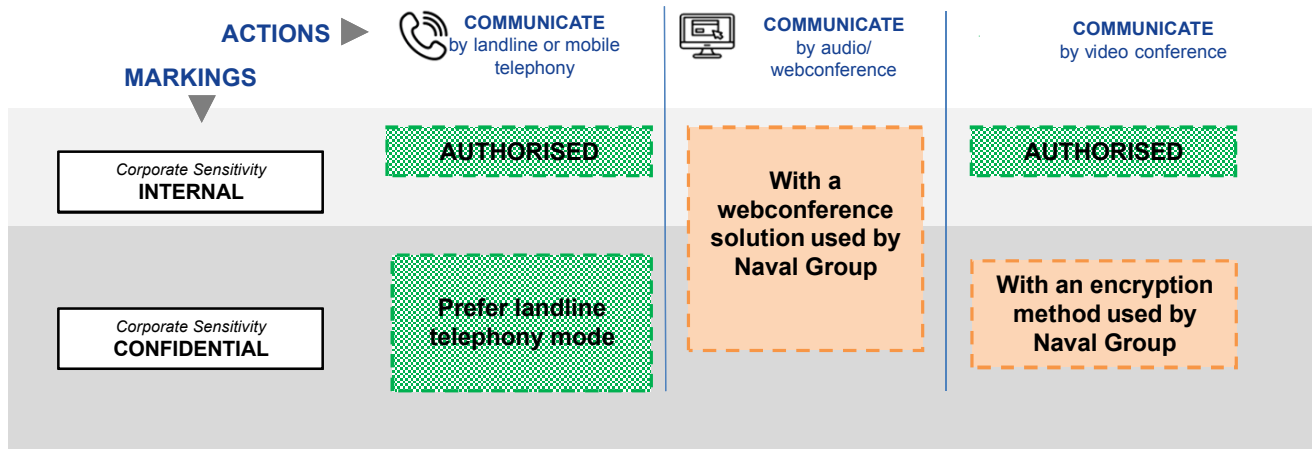 ACTIONS
MARKINGS
COMMUNICATE
by landline or mobile
telephony
COMMUNICATE
by audio/
webconference
COMMUNICATE
by video conference
Corporate Sensitivity
INTERNAL
AUTHORISED
With a
webconference
solution used by
Naval Group
AUTHORISED
Corporate Sensitivity
CONFIDENTIAL
Prefer landline
telephony mode
With an encryption
method used by
Naval Group